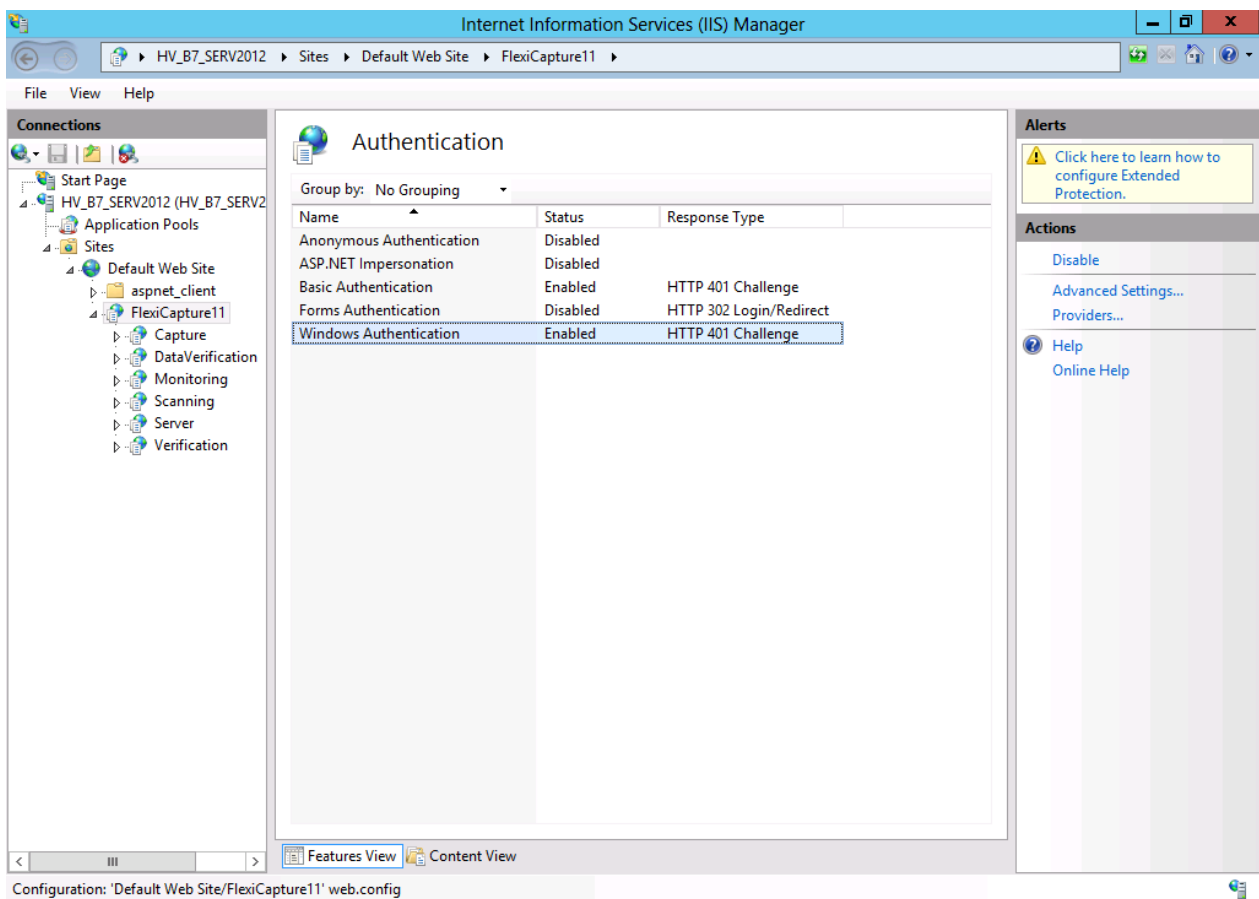 Internet Information Services (IIS) Manager
HV_B7_SERV2012 Sites Default Web Site FlexiCapture11
File View Help
Connections
Start Page
HV_B7_SERV2012 (HV_B7_SERV2
Application Pools
Sites
Default Web Site
aspnet_client
FlexiCapture11
Capture
DataVerification
Monitoring
Scanning
Server
Verification
Authentication
Group by: No Grouping
Name Status Response Type
Anonymous Authentication Disabled
ASP.NET Impersonation Disabled
Basic Authentication Enabled HTTP 401 Challenge
Forms Authentication Disabled HTTP 302 Login/Redirect
Windows Authentication Enabled HTTP 401 Challenge
Features View Content View
Alerts
Click here to learn how to
configure Extended
Protection.
Actions
Disable
Advanced Settings...
Providers...
Help
Online Help
Configuration: 'Default Web Site/FlexiCapture11' web.config